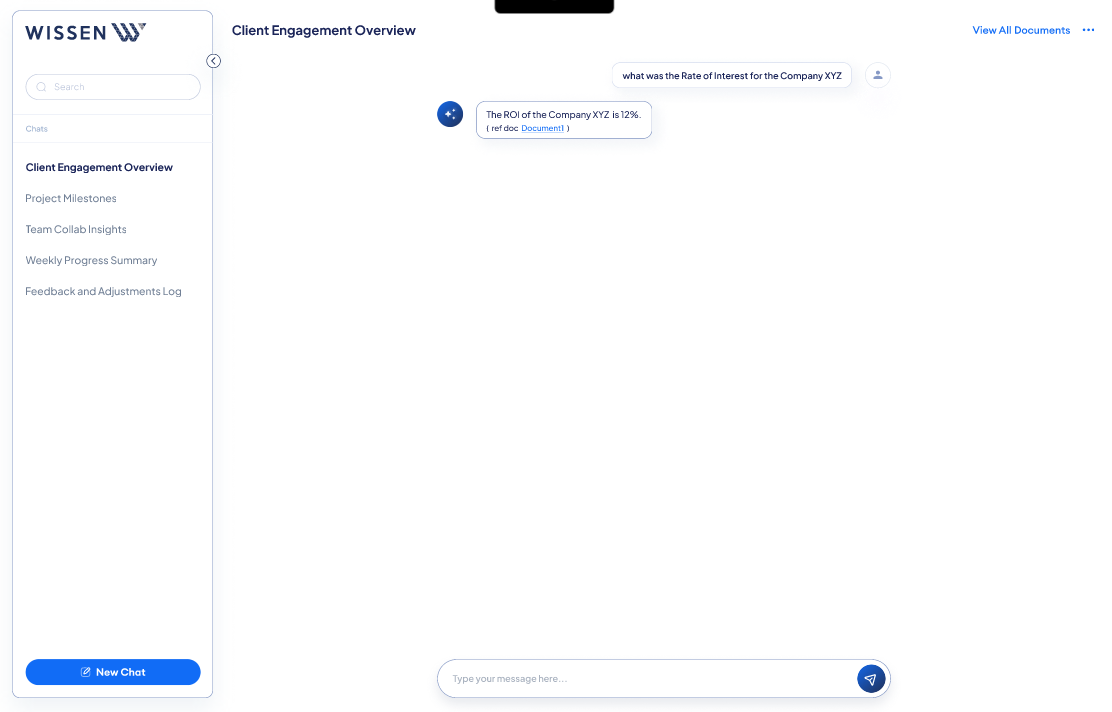 WISSEN
Search
Chats
Client Engagement Overview
Project Milestones
Team Collab Insights
Weekly Progress Summary
Feedback and Adjustments Log
New Chat
Client Engagement Overview
View All Documents
what was the Rate of Interest for the Company XYZ
The ROI of the Company XYZ is 12%.
( ref doc Document1 )
Type your message here...